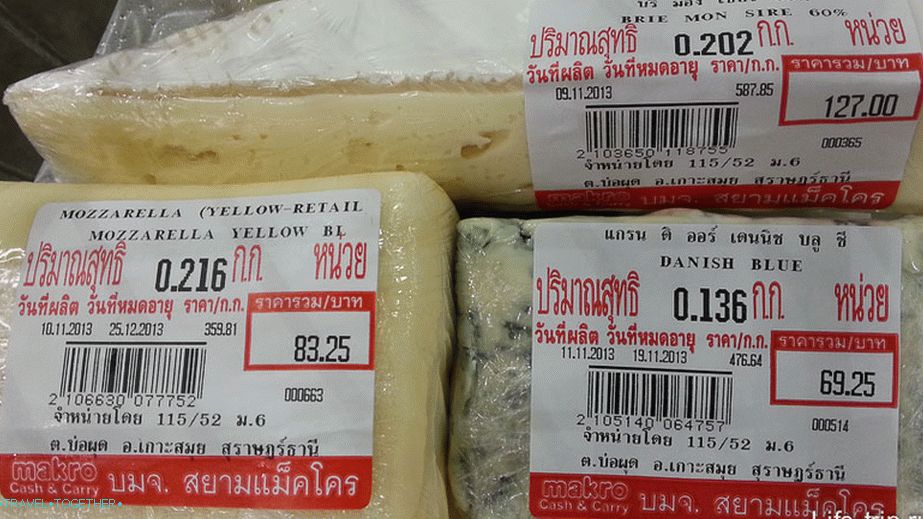 BRIE MON SIRE 60%
ปริมาณสุทธิ 0.202 ก.ก. หน่วย
วันที่ผลิต วันที่หมดอายุ ราคา/ก.ก. ราคารวม/บาท
09.11.2013 587.85
127.00
000365
2 103650 118755
จำหน่ายโดย 115/52 ม.6
ต.บ่อผุด อ.เกาะสมุย สุราษฎร์ธานี
makro บมจ. สยามแม็คโคร
MOZZARELLA (YELLOW-RETAIL
MOZZARELLA YELLOW BL
ปริมาณสุทธิ 0.216 ก.ก. หน่วย
วันที่ผลิต วันที่หมดอายุ ราคา/ก.ก. ราคารวม/บาท
10.11.2013 25.12.2013 359.81
83.25
000663
2 106630 077752
จำหน่ายโดย 115/52 ม.6
ต.บ่อผุด อ.เกาะสมุย สุราษฎร์ธานี
makro บมจ. สยามแม็คโคร
Cash & Carry
แกรน ดิ ออร์ เดนนิช บลู ชี
DANISH BLUE
ปริมาณสุทธิ 0.136 ก.ก. หน่วย
วันที่ผลิต วันที่หมดอายุ ราคา/ก.ก. ราคารวม/บาท
11.11.2013 19.11.2013 476.64
69.25
000514
2 105140 064757
จำหน่ายโดย 115/52 ม.6
ต.บ่อผุด อ.เกาะสมุย สุราษฎร์ธานี
makro บมจ. สยามแม็คโคร
Cash & Carry
TRAVEL•TOGETHER•